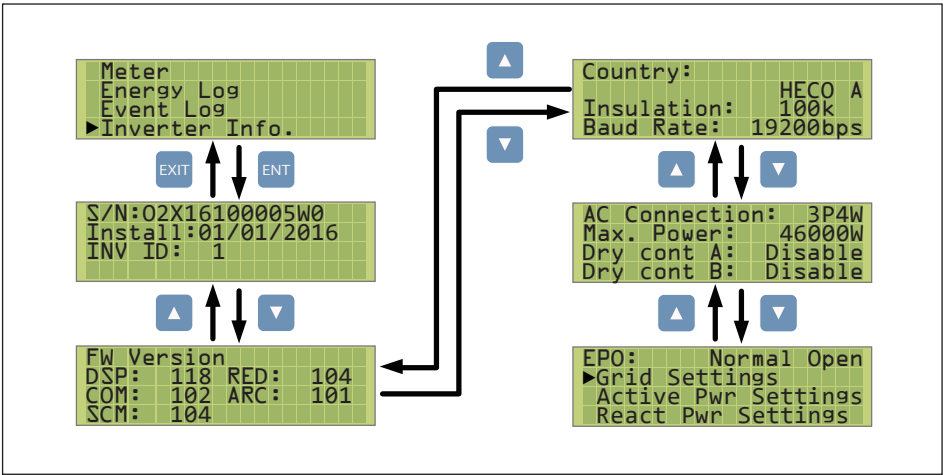 Meter
Energy Log
Event Log
▶Inverter Info.
EXIT
ENT
S/N:O2X16100005W0
Install:01/01/2016
INV ID: 1
FW Version
DSP: 118 RED: 104
COM: 102 ARC: 101
SCM: 104
Country:
HECO A
Insulation: 100k
Baud Rate: 19200bps
AC Connection: 3P4W
Max. Power: 46000W
Dry cont A: Disable
Dry cont B: Disable
EPO: Normal Open
▶Grid Settings
Active Pwr Settings
React Pwr Settings